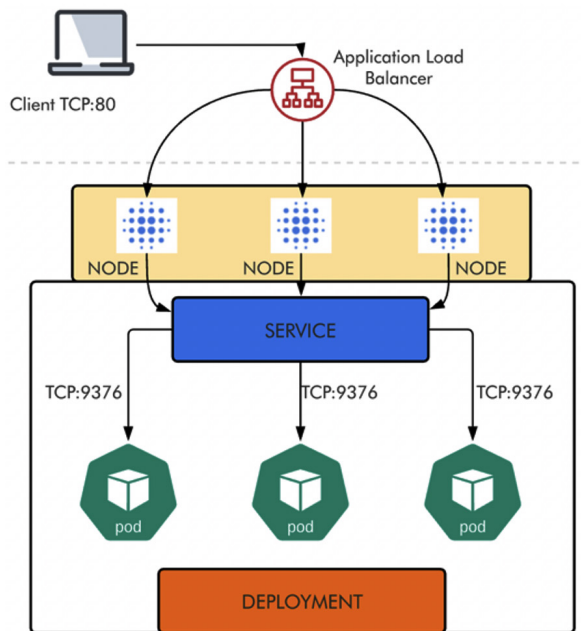 Application Load
Balancer
Client TCP:80
NODE
NODE
NODE
SERVICE
TCP:9376
TCP:9376
TCP:9376
pod
pod
pod
DEPLOYMENT